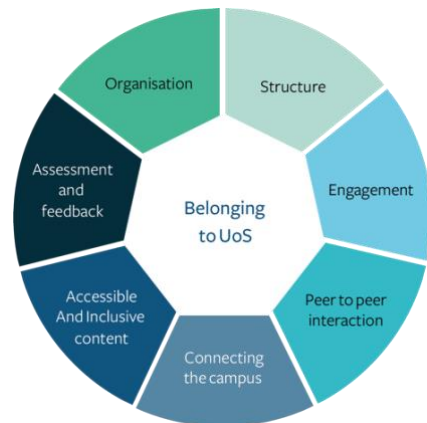 Organisation
Structure
Engagement
Peer to peer
interaction
Connecting
the campus
Accessible
And Inclusive
content
Assessment
and
feedback
Belonging
to UoS